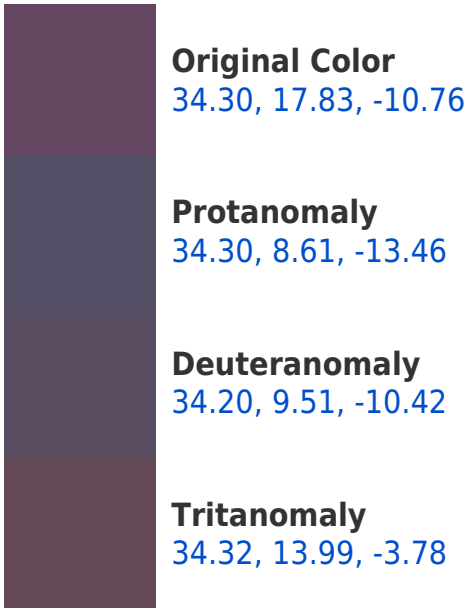 Original Color
34.30, 17.83, -10.76
Protanomaly
34.30, 8.61, -13.46
Deuteranomaly
34.20, 9.51, -10.42
Tritanomaly
34.32, 13.99, -3.78